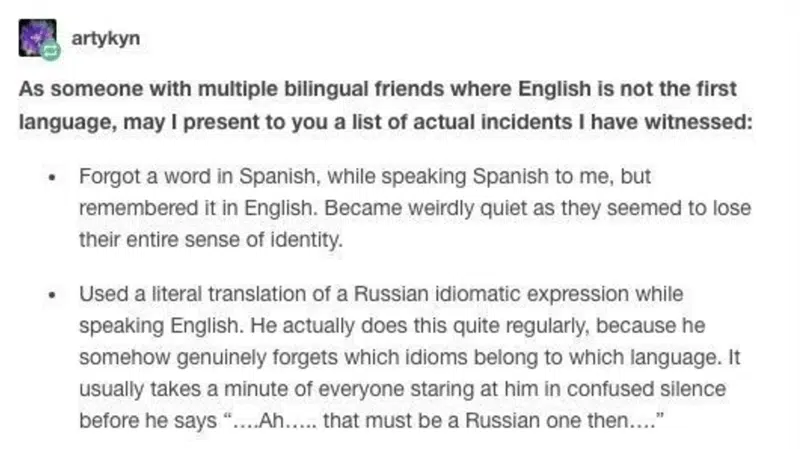 artykyn
As someone with multiple bilingual friends where English is not the first
language, may I present to you a list of actual incidents I have witnessed:
• Forgot a word in Spanish, while speaking Spanish to me, but
remembered it in English. Became weirdly quiet as they seemed to lose
their entire sense of identity.
• Used a literal translation of a Russian idiomatic expression while
speaking English. He actually does this quite regularly, because he
somehow genuinely forgets which idioms belong to which language. It
usually takes a minute of everyone staring at him in confused silence
before he says “….Ah….. that must be a Russian one then….”